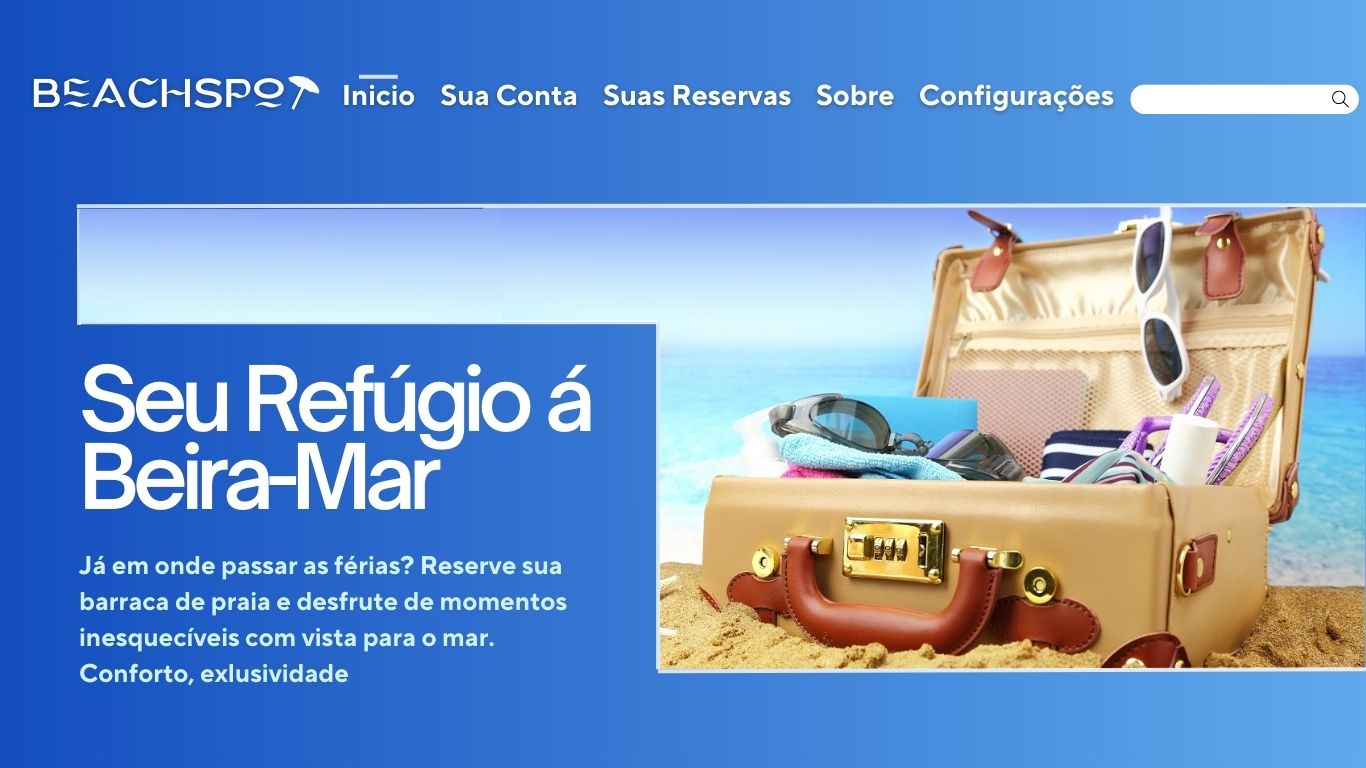 BEACHSPOT
Inicio Sua Conta Suas Reservas Sobre Configurações
Seu Refúgio á
Beira-Mar
Já em onde passar as férias? Reserve sua
barraca de praia e desfrute de momentos
inesquecíveis com vista para o mar.
Conforto, exlusividade